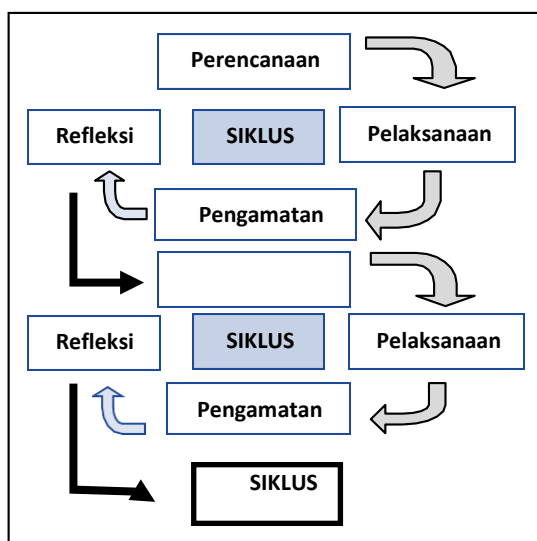 Perencanaan
Refleksi
SIKLUS
Pelaksanaan
Pengamatan
Refleksi
SIKLUS
Pelaksanaan
Pengamatan
SIKLUS